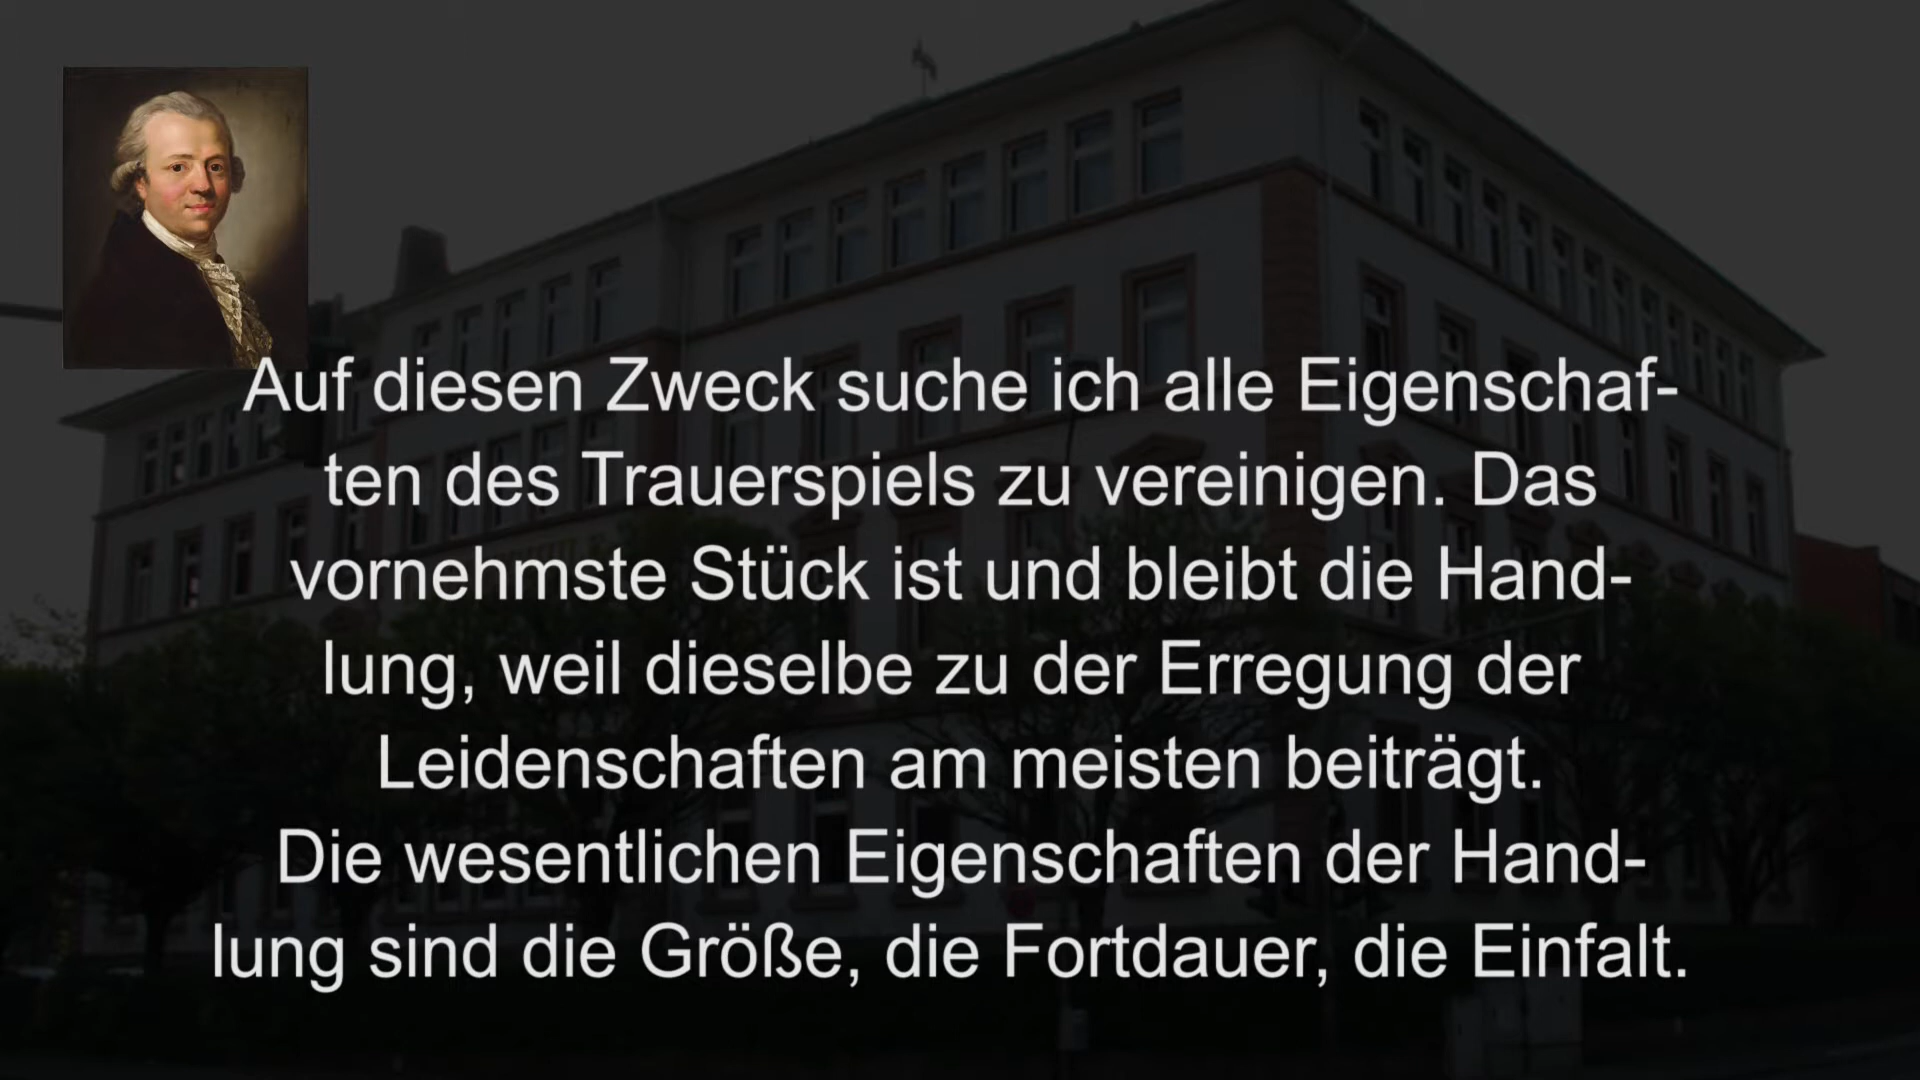 Auf diesen Zweck suche ich alle Eigenschaf-
ten des Trauerspiels zu vereinigen. Das
vornehmste Stück ist und bleibt die Hand-
lung, weil dieselbe zu der Erregung der
Leidenschaften am meisten beiträgt.
Die wesentlichen Eigenschaften der Hand-
lung sind die Größe, die Fortdauer, die Einfalt.